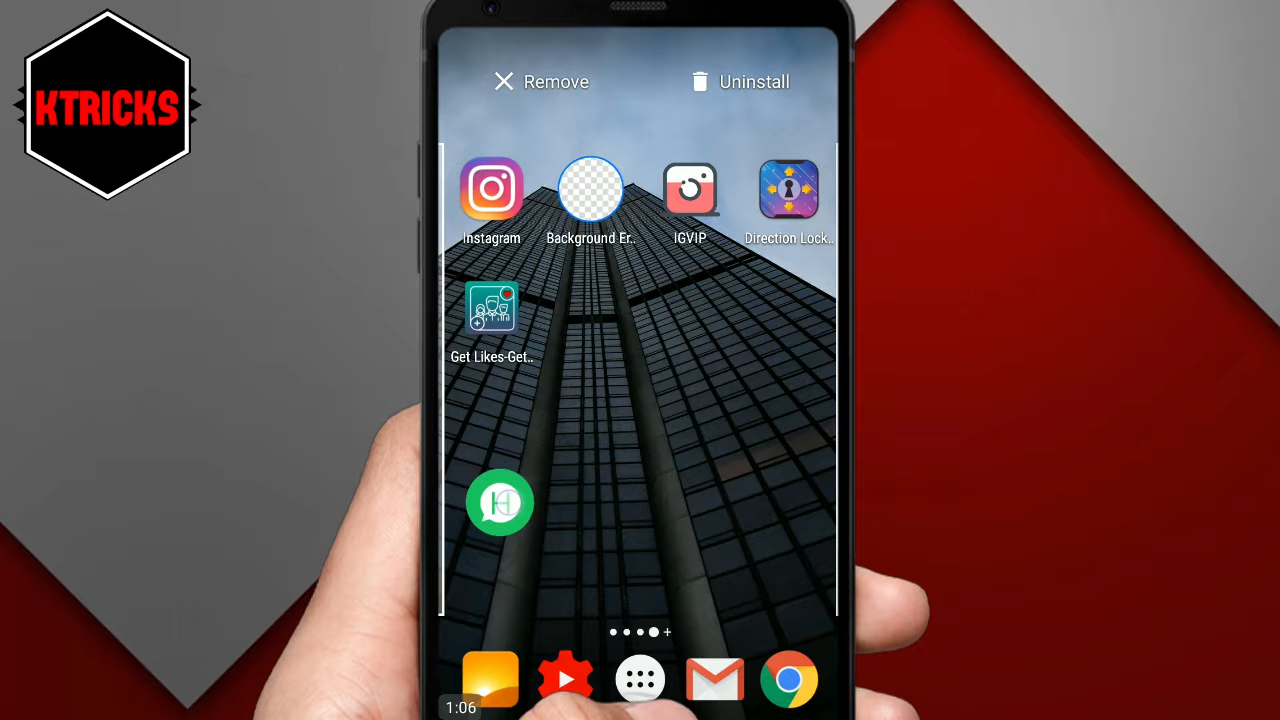 KTRICKS
Remove
Uninstall
Instagram
Background Er..
IGVIP
Direction Lock..
Get Likes-Get..
H
1:06